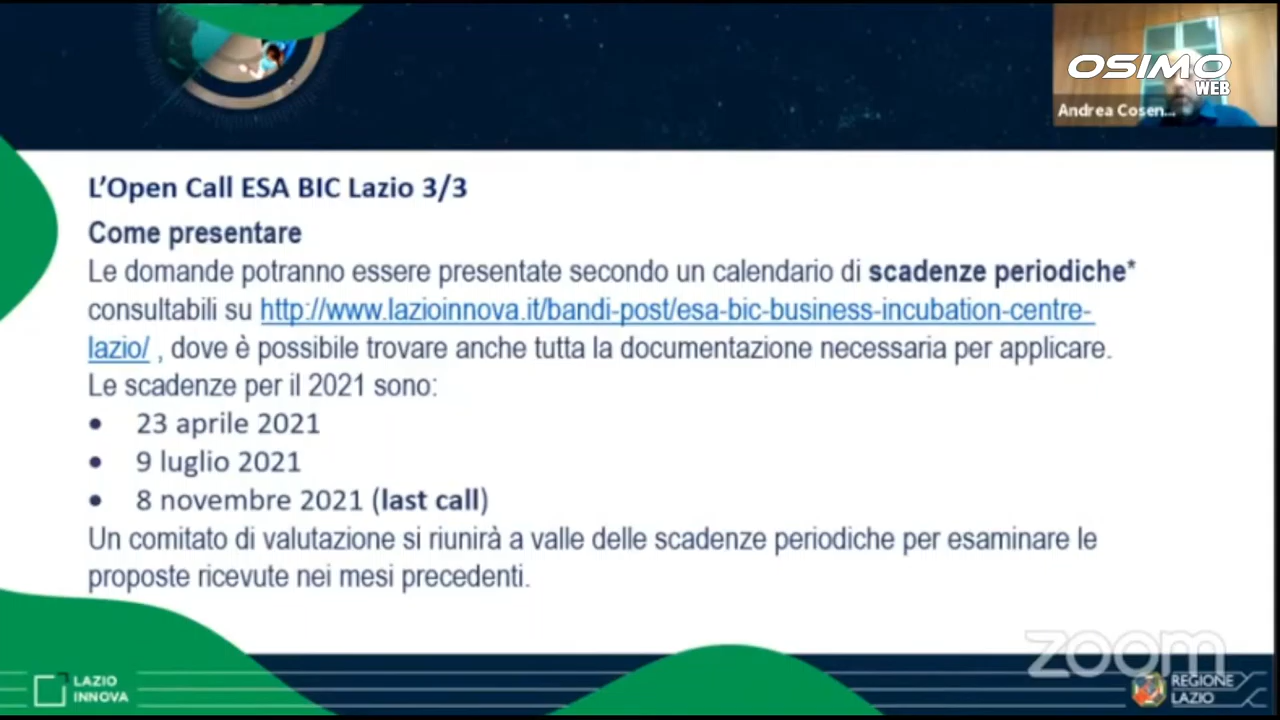 OSIMO
WEB
Andrea Cosen...
L'Open Call ESA BIC Lazio 3/3
Come presentare
Le domande potranno essere presentate secondo un calendario di scadenze periodiche*
consultabili su http://www.lazioinnova.it/bandi-post/esa-bic-business-incubation-centre-
lazio/ , dove è possibile trovare anche tutta la documentazione necessaria per applicare.
Le scadenze per il 2021 sono:
• 23 aprile 2021
• 9 luglio 2021
• 8 novembre 2021 (last call)
Un comitato di valutazione si riunirà a valle delle scadenze periodiche per esaminare le
proposte ricevute nei mesi precedenti.
zoom
LAZIO
INNOVA
REGIONE
LAZIO